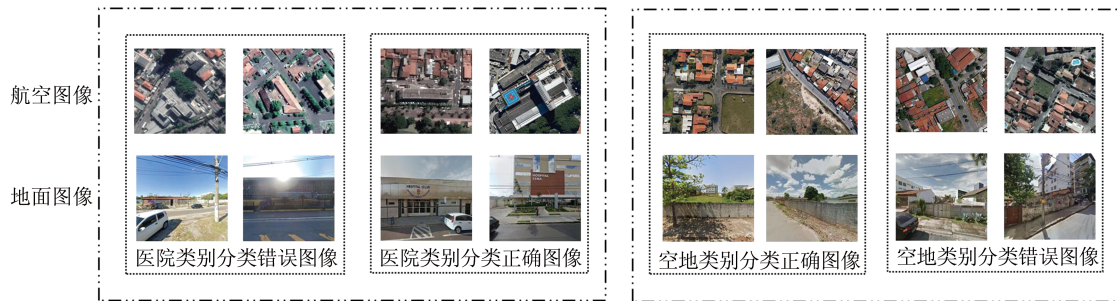 航空图像
地面图像
医院类别分类错误图像
医院类别分类正确图像
空地类别分类正确图像
空地类别分类错误图像